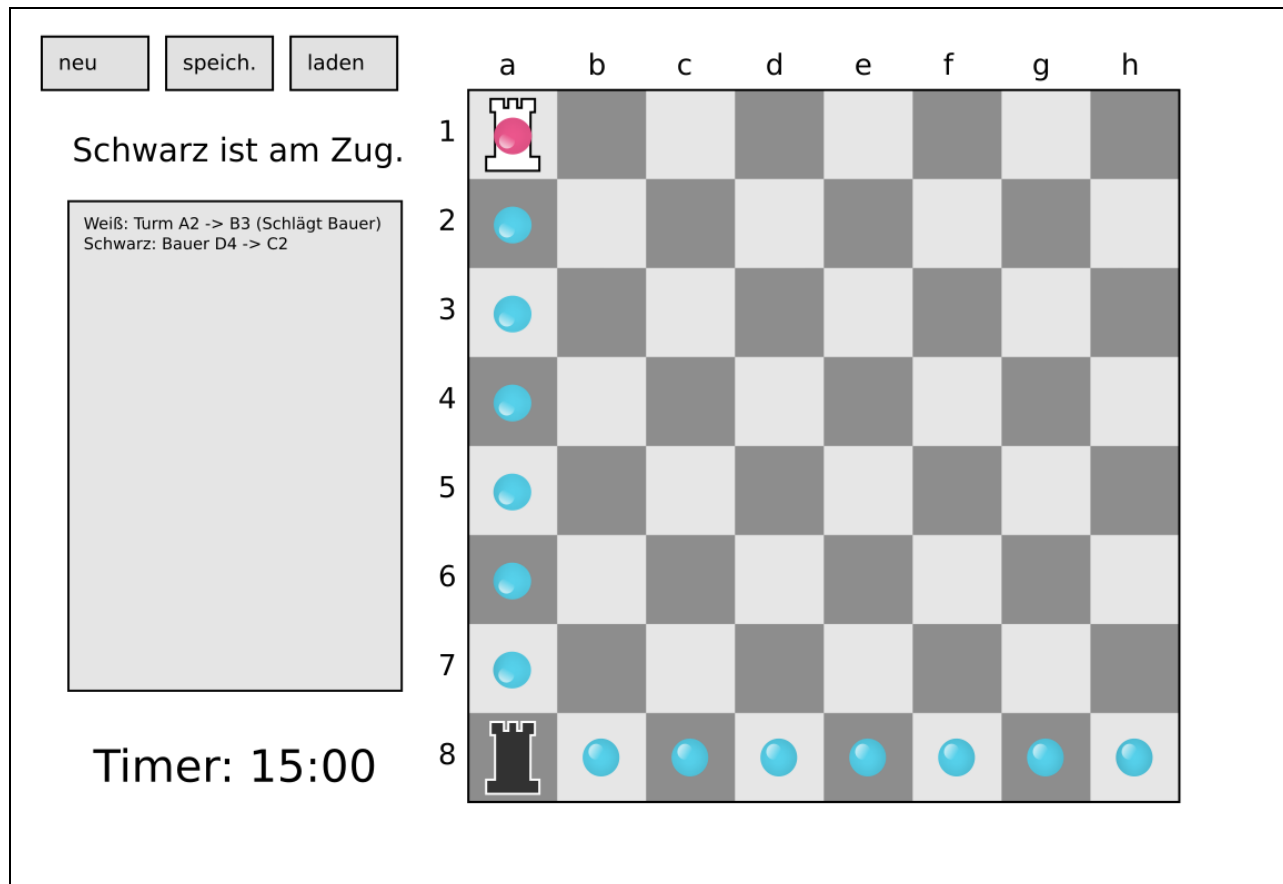 neu
speich.
laden
Schwarz ist am Zug.
Weiß: Turm A2 -> B3 (Schlägt Bauer)
Schwarz: Bauer D4 -> C2
Timer: 15:00
a b c d e f g h
1
2
3
4
5
6
7
8